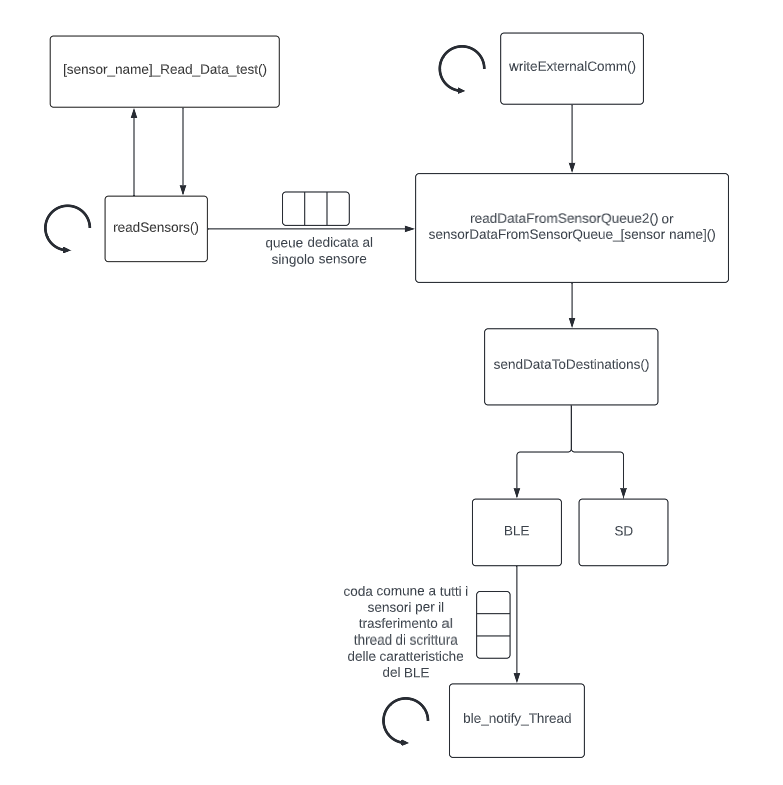 [sensor_name]_Read_Data_test()
writeExternalComm()
readSensors()
queue dedicata al
singolo sensore
readDataFromSensorQueue2() or
sensorDataFromSensorQueue_[sensor name]()
sendDataToDestinations()
BLE
SD
coda comune a tutti i
sensori per il
trasferimento al
thread di scrittura
delle caratteristiche
del BLE
ble_notify_Thread